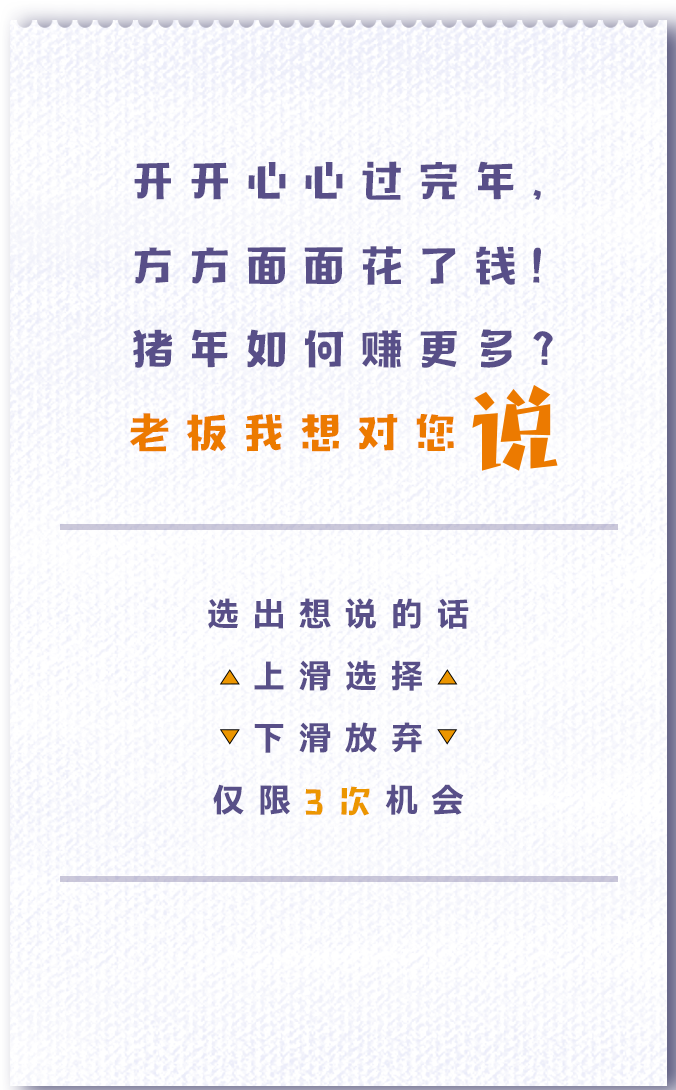 开开心心过完年,
方方面面花了钱!
猪年如何赚更多?
老板我想对您说
选出想说的话
▲上滑选择▲
▼下滑放弃▼
仅限3次机会